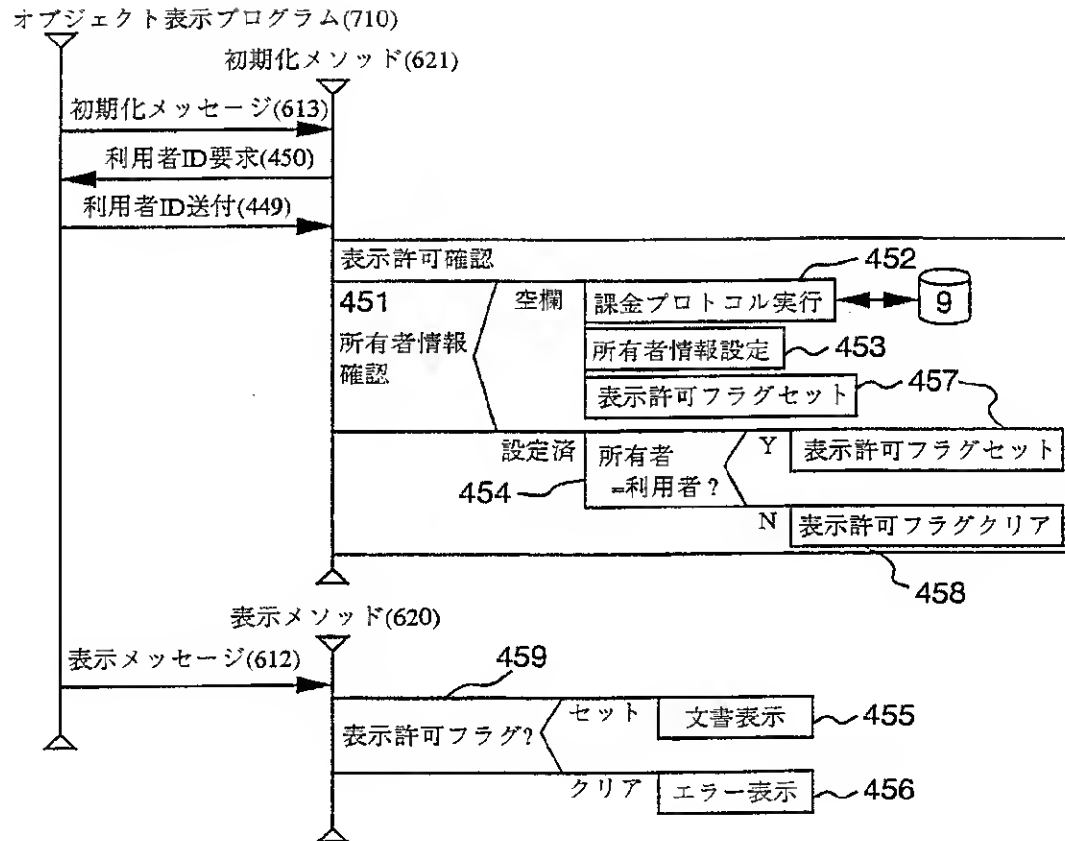 オブジェクト表示プログラム(710)
初期化メソッド(621)
初期化メッセージ(613)
利用者ID要求(450)
利用者ID送付(449)
表示許可確認
451
所有者情報
確認
空欄
課金プロトコル実行
452
9
所有者情報設定
453
表示許可フラグセット
457
設定済
所有者
=利用者?
454
Y
表示許可フラグセット
N
表示許可フラグクリア
458
表示メソッド(620)
表示メッセージ(612)
459
表示許可フラグ?
セット
文書表示
455
クリア
エラー表示
456